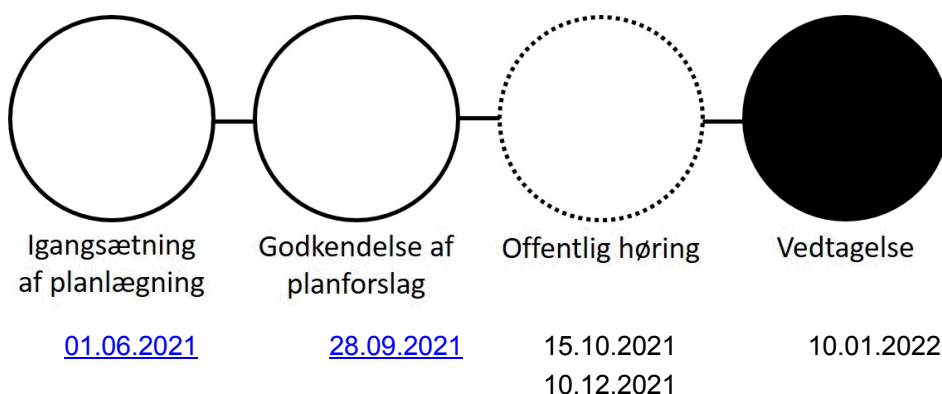 Igangsætning
af planlægning
Godkendelse af
planforslag
Offentlig høring
Vedtagelse
01.06.2021
28.09.2021
15.10.2021
10.12.2021
10.01.2022